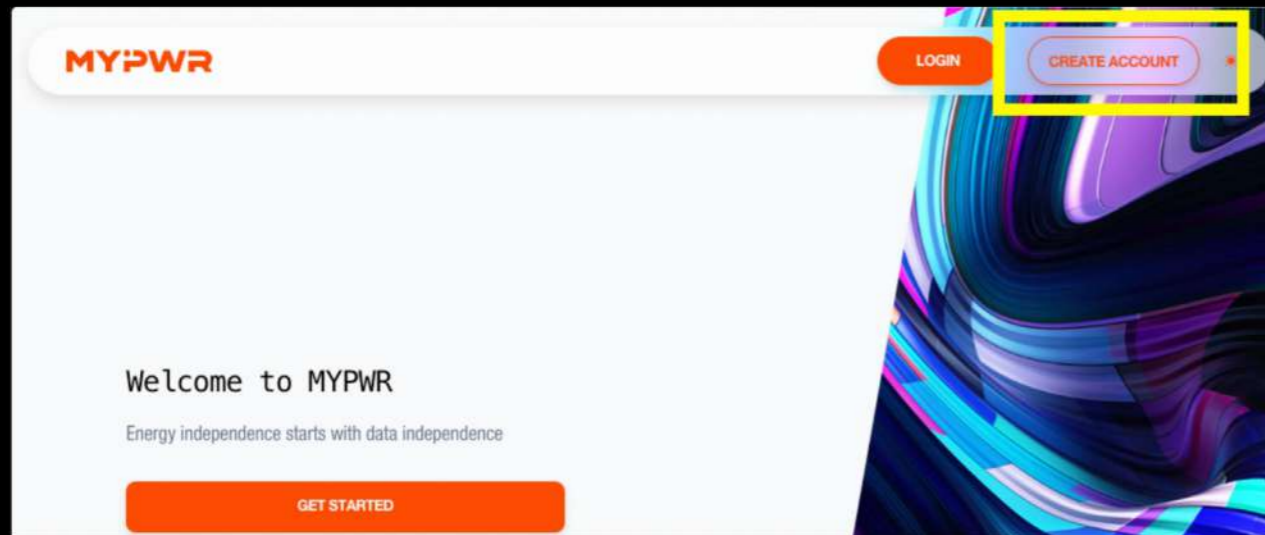 MYPWR
LOGIN
CREATE ACCOUNT
Welcome to MYPWR
Energy independence starts with data independence
GET STARTED